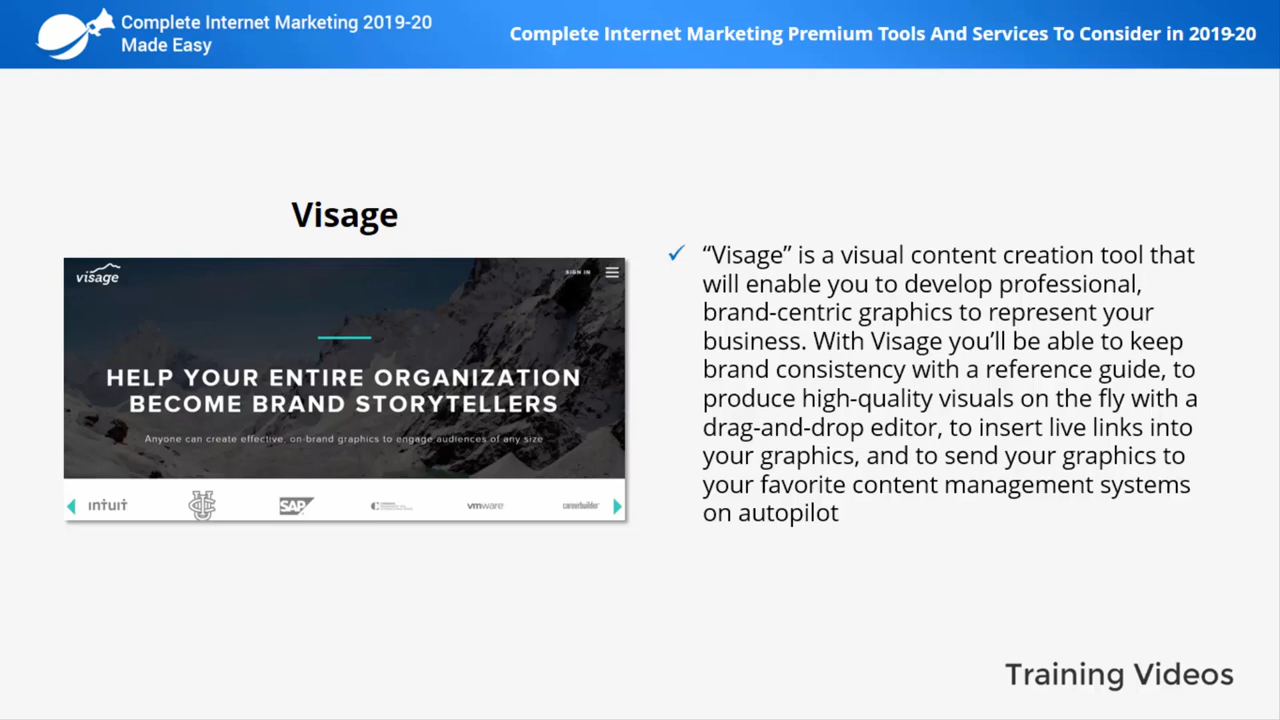 Complete Internet Marketing 2019-20
Made Easy
Complete Internet Marketing Premium Tools And Services To Consider in 2019-20
Visage
visage
SIGN IN
HELP YOUR ENTIRE ORGANIZATION
BECOME BRAND STORYTELLERS
Anyone can create effective, on-brand graphics to engage audiences of any size
intuit
SAP
vmware
careerbuilder
✓ “Visage” is a visual content creation tool that
will enable you to develop professional,
brand-centric graphics to represent your
business. With Visage you’ll be able to keep
brand consistency with a reference guide, to
produce high-quality visuals on the fly with a
drag-and-drop editor, to insert live links into
your graphics, and to send your graphics to
your favorite content management systems
on autopilot
Training Videos